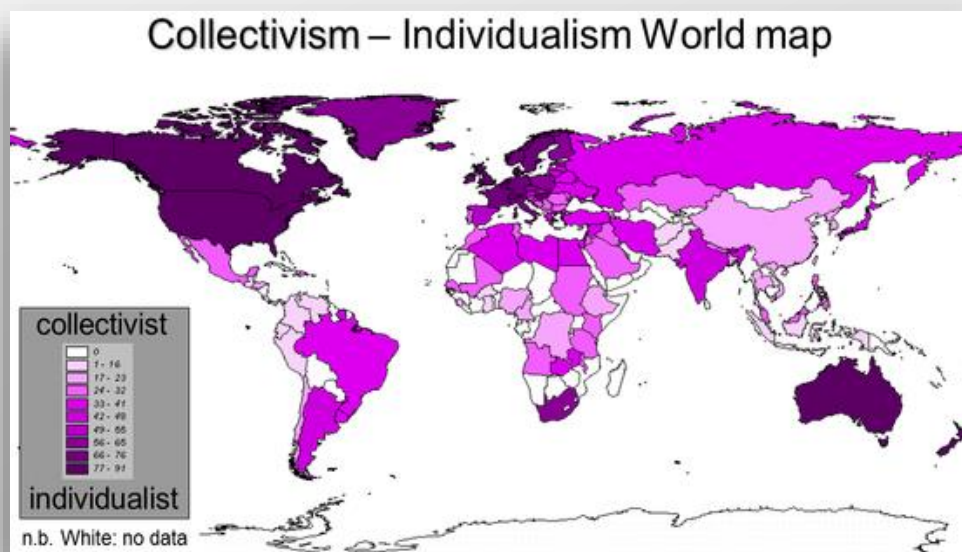 Collectivism – Individualism World map
collectivist
0
1 - 16
17 - 23
24 - 32
33 - 41
42 - 48
49 - 55
56 - 65
66 - 76
77 - 91
individualist
n.b. White: no data